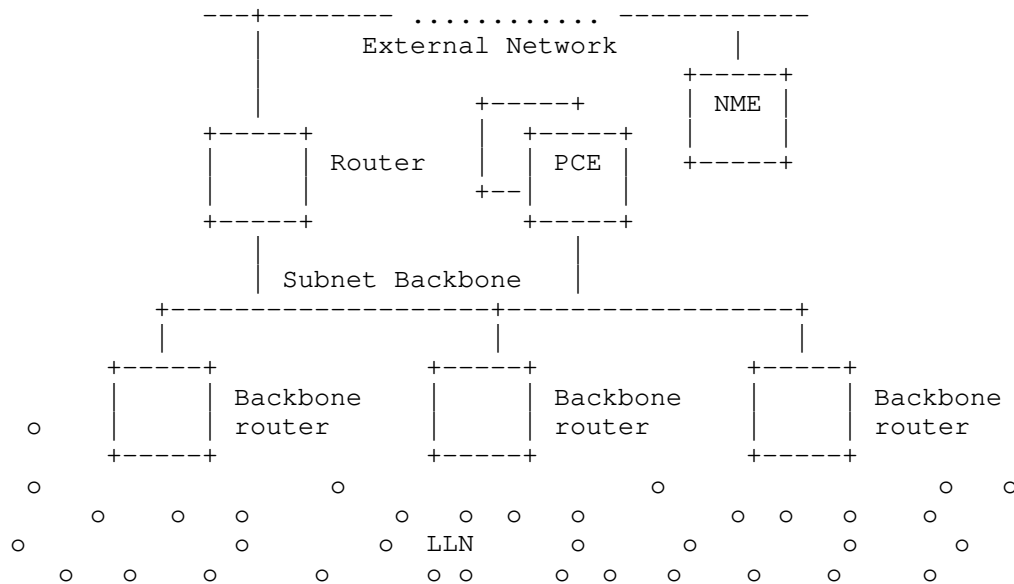 External Network
NME
Router
PCE
Subnet Backbone
Backbone router
Backbone router
Backbone router
LLN